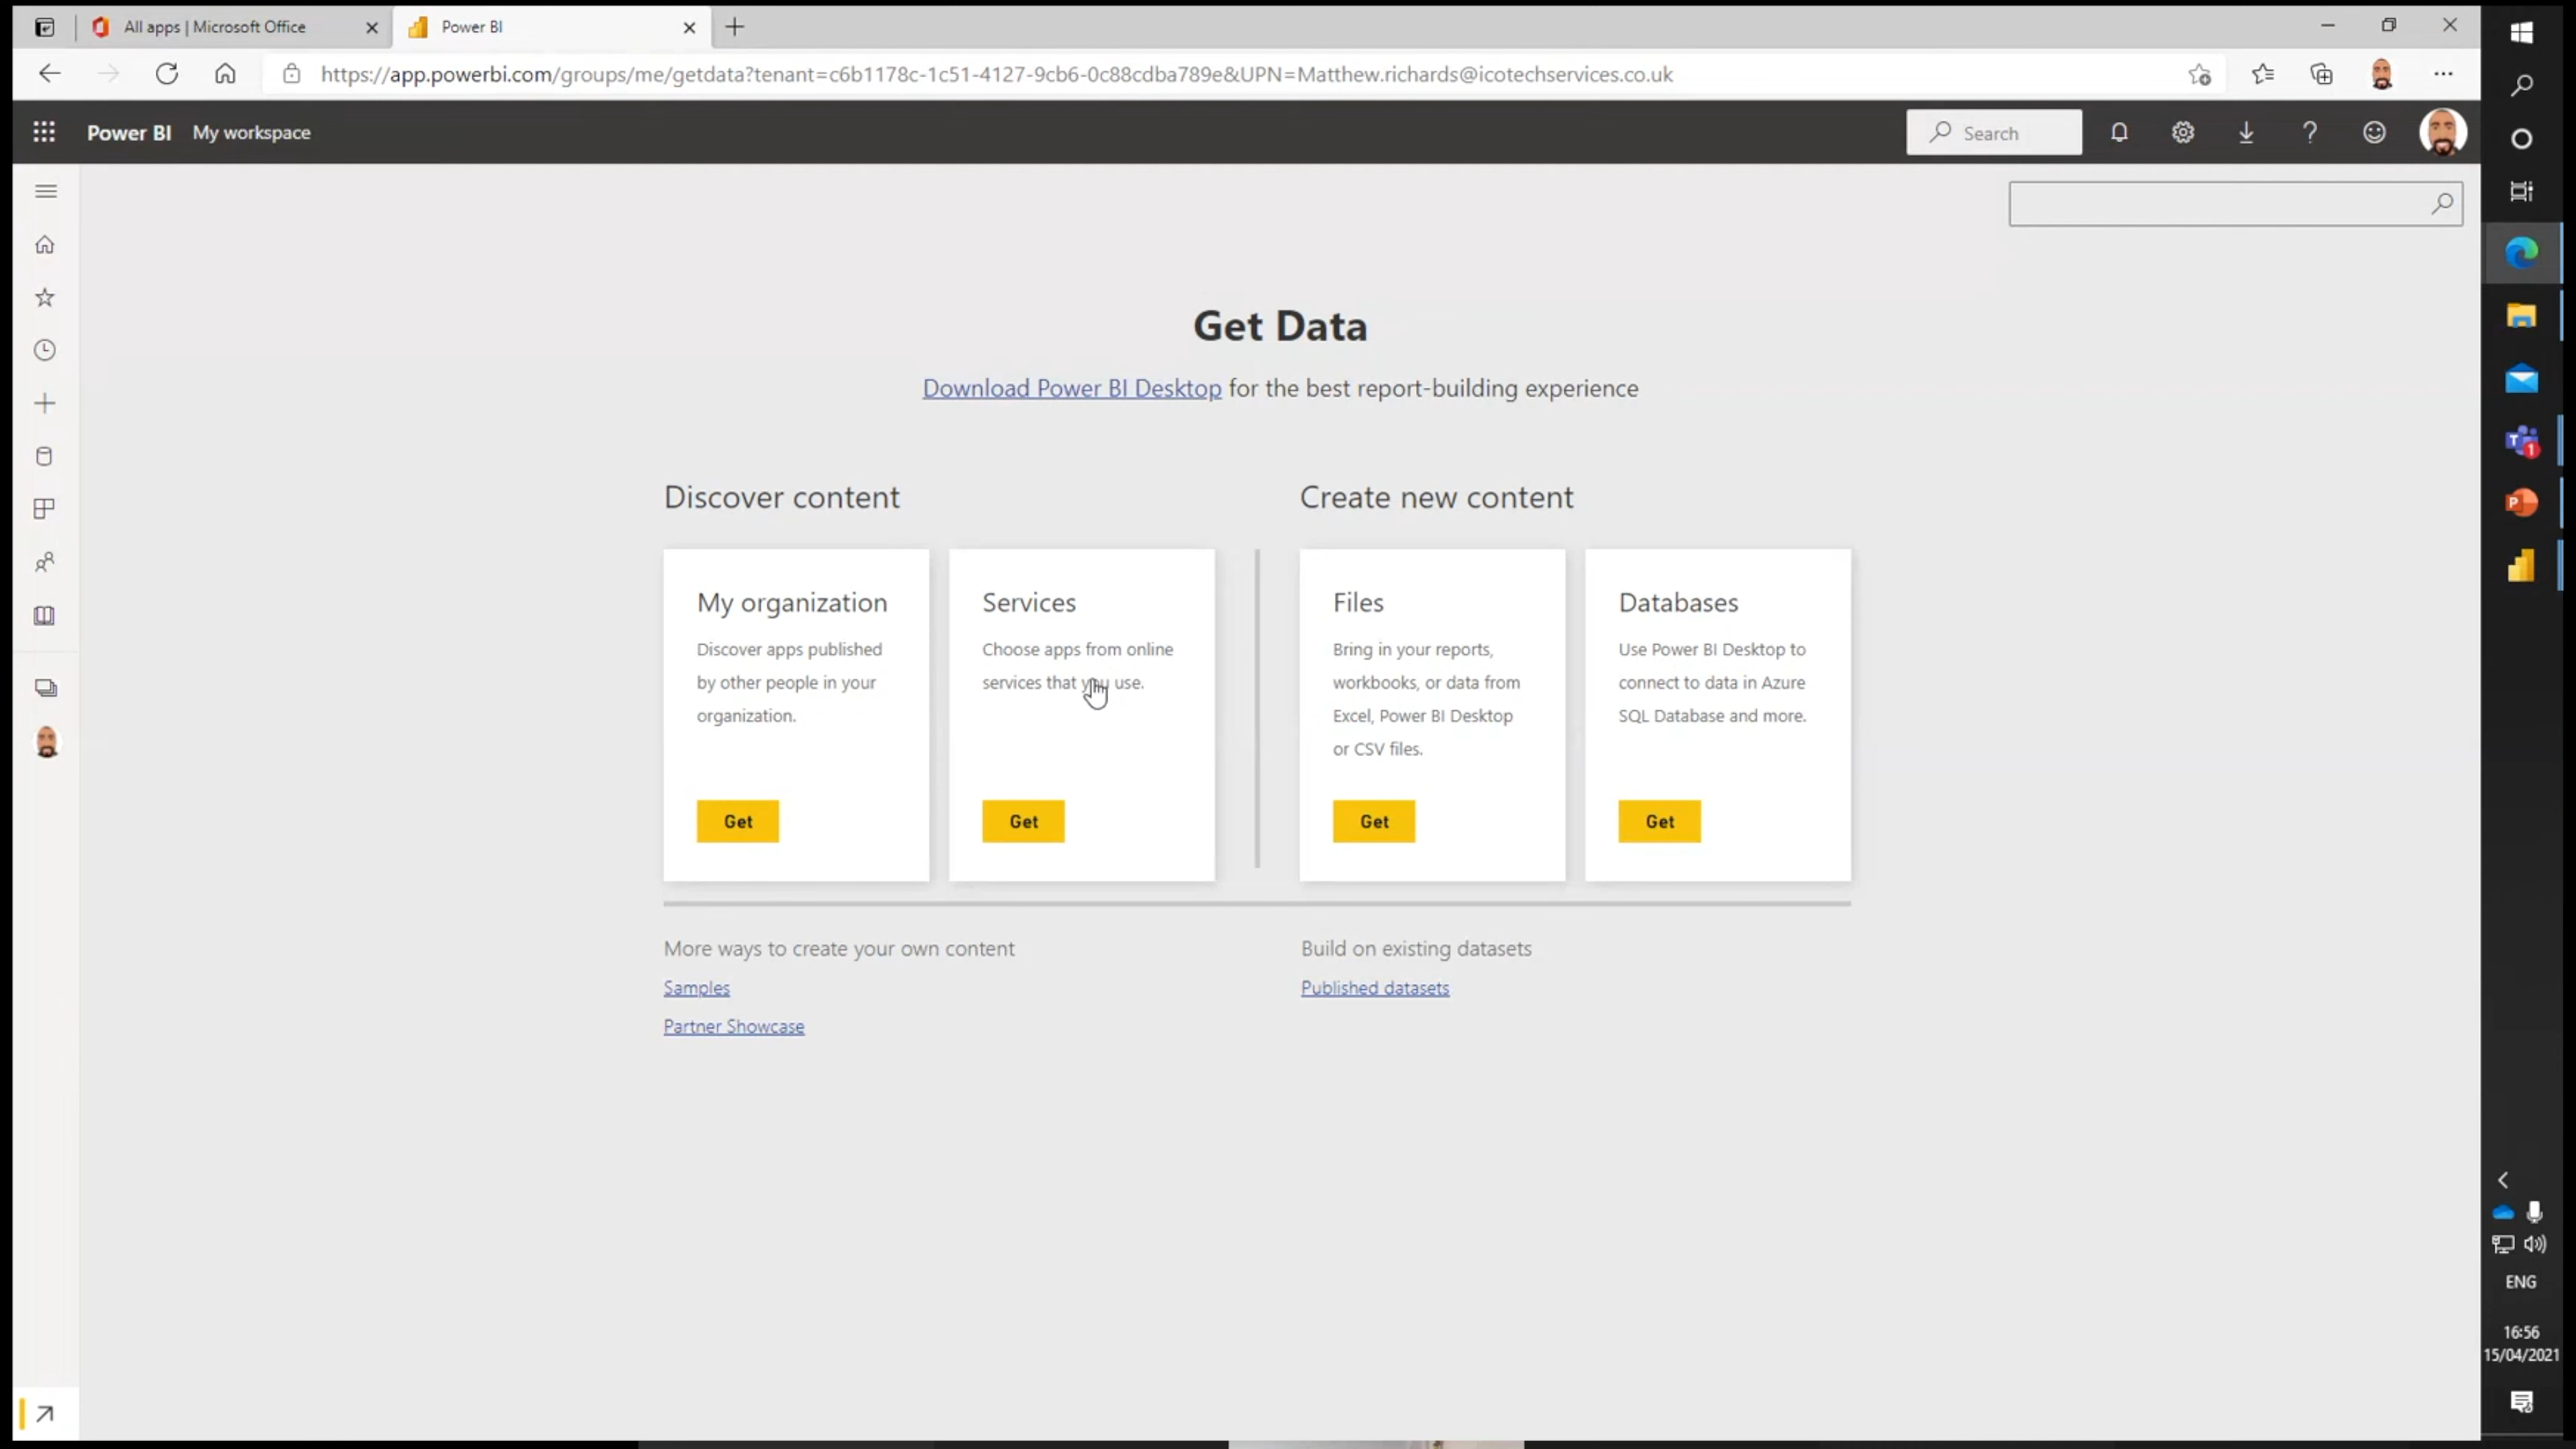 All apps | Microsoft Office
Power BI
https://app.powerbi.com/groups/me/getdata?tenant=c6b1178c-1c51-4127-9cb6-0c88cdba789e&UPN=Matthew.richards@icotechservices.co.uk
Power BI My workspace
Search
Get Data
Download Power BI Desktop for the best report-building experience
Discover content
My organization
Discover apps published
by other people in your
organization.
Get
Services
Choose apps from online
services that you use.
Get
Create new content
Files
Bring in your reports,
workbooks, or data from
Excel, Power BI Desktop
or CSV files.
Get
Databases
Use Power BI Desktop to
connect to data in Azure
SQL Database and more.
Get
More ways to create your own content
Samples
Partner Showcase
Build on existing datasets
Published datasets
1
ENG
16:56
15/04/2021